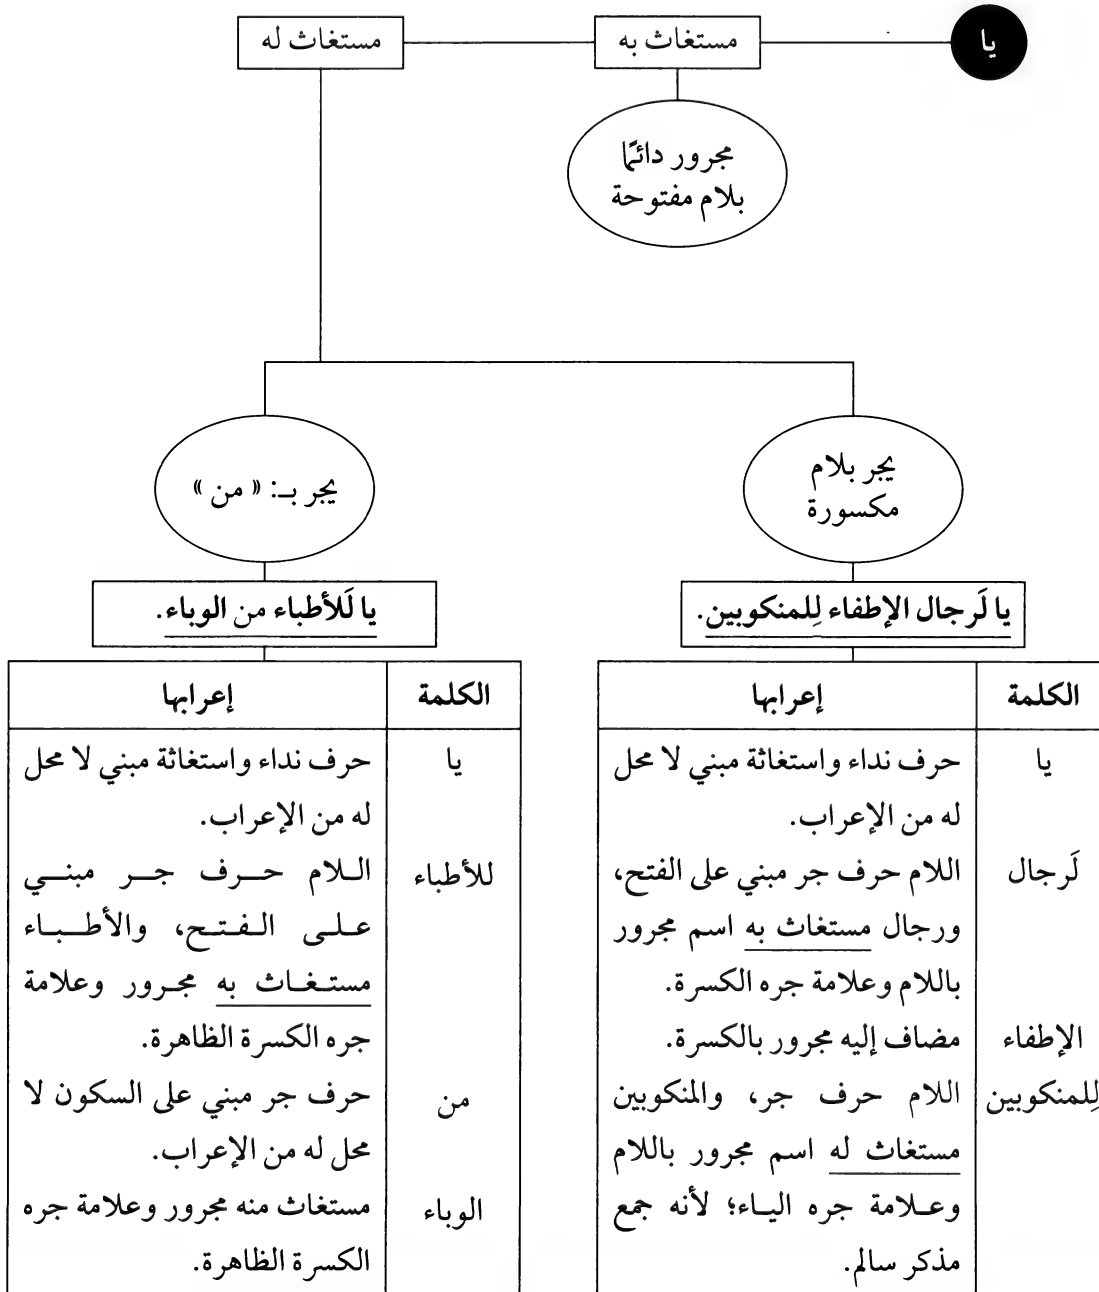 يا
مستغاث به
مستغاث له
مجرور دائمًا
بلام مفتوحة
يجر بلام
مكسورة
يجر بـ: « من »
يا لَرجال الإطفاء لِلمنكوبين.
الكلمة إعرابها
يا حرف نداء واستغاثة مبني لا محل
له من الإعراب.
لَرجال اللام حرف جر مبني على الفتح،
ورجال مستغاث به اسم مجرور
باللام وعلامة جره الكسرة.
الإطفاء مضاف إليه مجرور بالكسرة.
لِلمنكوبين اللام حرف جر، والمنكوبين
مستغاث له اسم مجرور باللام
وعلامة جره الياء؛ لأنه جمع
مذكر سالم.
يا لَلأطباء من الوباء.
الكلمة إعرابها
يا حرف نداء واستغاثة مبني لا محل
له من الإعراب.
للأطباء اللام حرف جر مبني
على الفتح، والأطباء
مستغاث به مجرور وعلامة
جره الكسرة الظاهرة.
من حرف جر مبني على السكون لا
محل له من الإعراب.
الوباء مستغاث منه مجرور وعلامة جره
الكسرة الظاهرة.